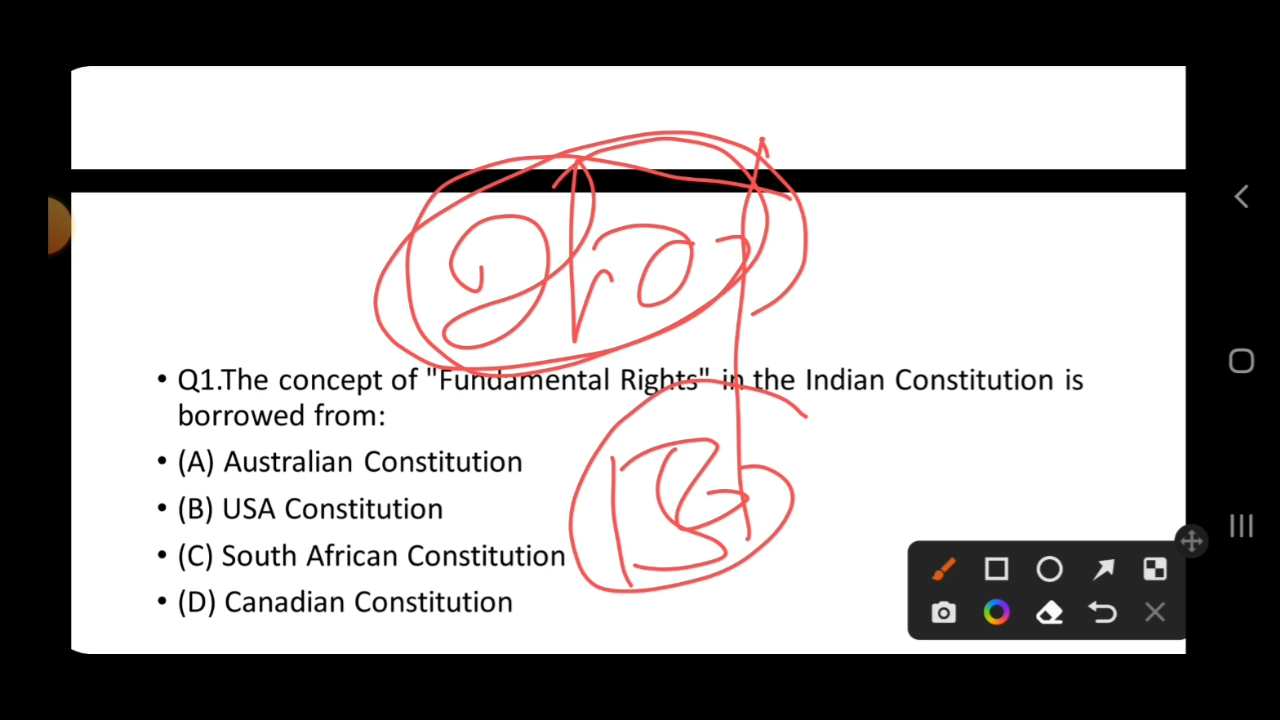 • Q1.The concept of "Fundamental Rights" in the Indian Constitution is
borrowed from:
• (A) Australian Constitution
• (B) USA Constitution
• (C) South African Constitution
• (D) Canadian Constitution